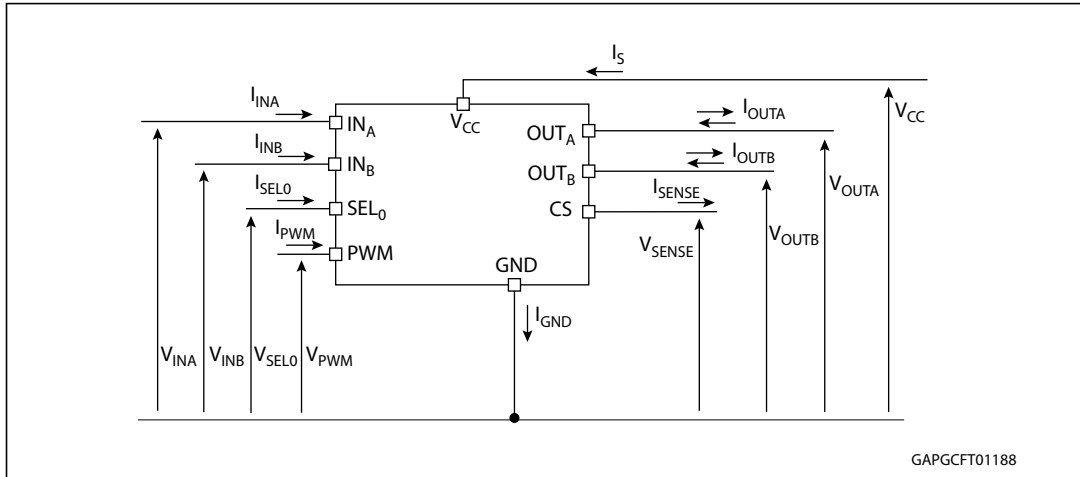 I_S
I_INA
V_CC
IN_A
V_CC
OUT_A
I_OUTA
I_INB
IN_B
OUT_B
I_OUTB
I_SEL0
SEL_0
CS
I_SENSE
V_OUTA
I_PWM
PWM
V_SENSE
V_OUTB
GND
I_GND
V_INA
V_INB
V_SEL0
V_PWM
GAPGCFT01188